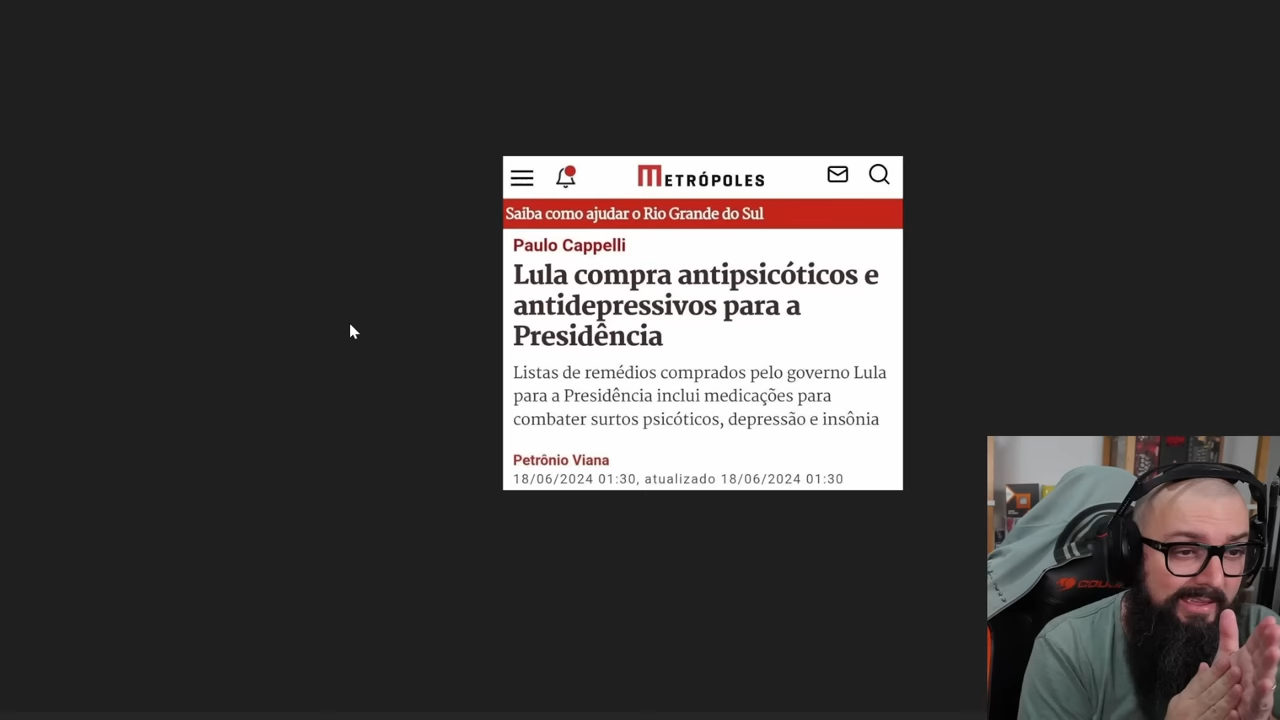 METRÓPOLES
Saiba como ajudar o Rio Grande do Sul
Paulo Cappelli
Lula compra antipsicóticos e
antidepressivos para a
Presidência
Listas de remédios comprados pelo governo Lula
para a Presidência inclui medicações para
combater surtos psicóticos, depressão e insônia
Petrônio Viana
18/06/2024 01:30, atualizado 18/06/2024 01:30